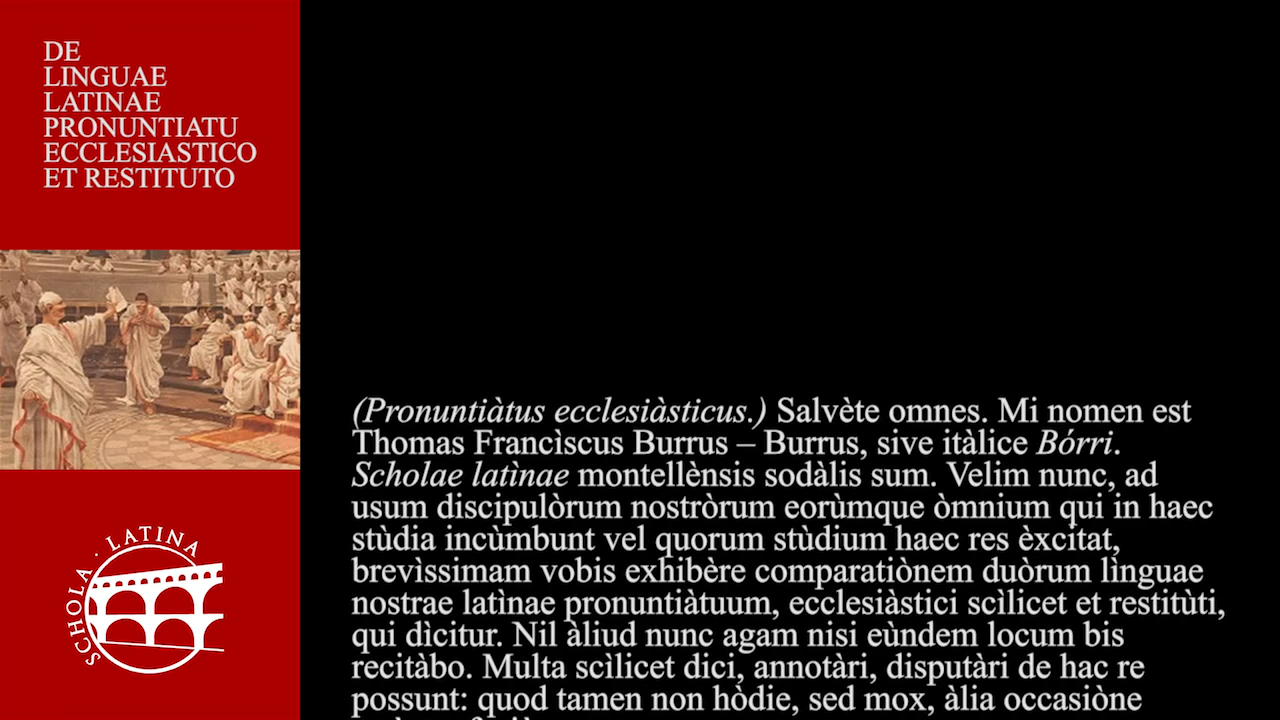 DE
LINGUAE
LATINAE
PRONUNTIATU
ECCLESIASTICO
ET RESTITUTO
SCHOLA · LATINA
(Pronuntiàtus ecclesiàsticus.) Salvète omnes. Mi nomen est
Thomas Francìscus Burrus – Burrus, sive itàlice Bórri.
Scholae latìnae montellènsis sodàlis sum. Velim nunc, ad
usum discipulòrum nostròrum eorùmque òmnium qui in haec
stùdia incùmbunt vel quorum stùdium haec res èxcitat,
brevìssimam vobis exhibère comparatiònem duòrum lìnguae
nostrae latìnae pronuntiàtuum, ecclesiàstici scìlicet et restitùti,
qui dìcitur. Nil àliud nunc agam nisi eùndem locum bis
recitàbo. Multa scìlicet dici, annotàri, disputàri de hac re
possunt: quod tamen non hòdie, sed mox, àlia occasiòne